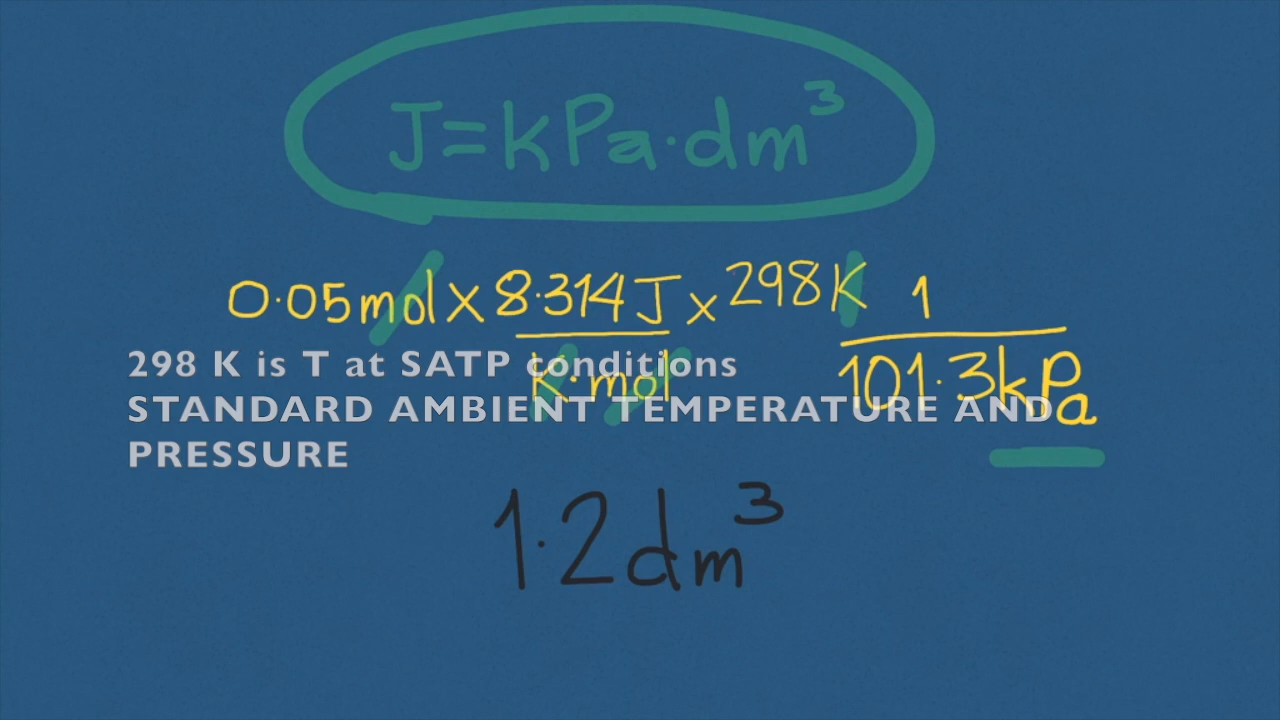 J=kPa·dm³
0·05mol x 8·314J x 298K 1
K·mol 101·3kPa
298 K is T at SATP conditions
STANDARD AMBIENT TEMPERATURE AND
PRESSURE
1·2dm³